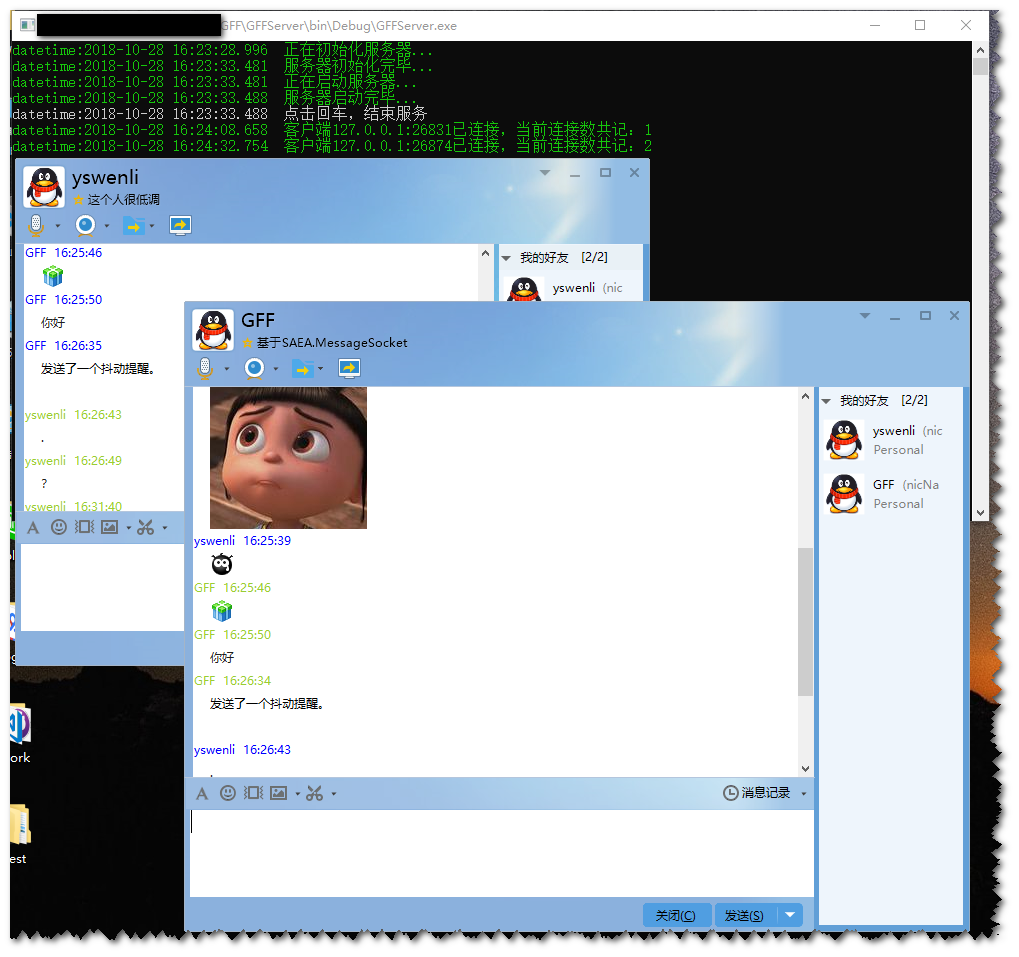 GFF\GFFServer\bin\Debug\GFFServer.exe
datetime:2018-10-28 16:23:28.996 正在初始化服务器...
datetime:2018-10-28 16:23:33.481 服务器初始化完毕...
datetime:2018-10-28 16:23:33.481 正在启动服务器...
datetime:2018-10-28 16:23:33.488 服务器启动完毕...
datetime:2018-10-28 16:23:33.488 点击回车，结束服务
datetime:2018-10-28 16:24:08.658 客户端127.0.0.1:26831已连接，当前连接数共记：1
datetime:2018-10-28 16:24:32.754 客户端127.0.0.1:26874已连接，当前连接数共记：2
yswenli
这个人很低调
GFF 16:25:46
GFF 16:25:50
你好
GFF 16:26:35
发送了一个抖动提醒。
yswenli 16:26:43
.
yswenli 16:26:49
?
yswenli 16:31:40
我的好友 [2/2]
yswenli (nic
GFF
基于SAEA.MessageSocket
yswenli 16:25:39
GFF 16:25:46
GFF 16:25:50
你好
GFF 16:26:34
发送了一个抖动提醒。
yswenli 16:26:43
.
我的好友 [2/2]
yswenli (nic
Personal
GFF (nicNa
Personal
消息记录
关闭(C)
发送(S)
ork
est